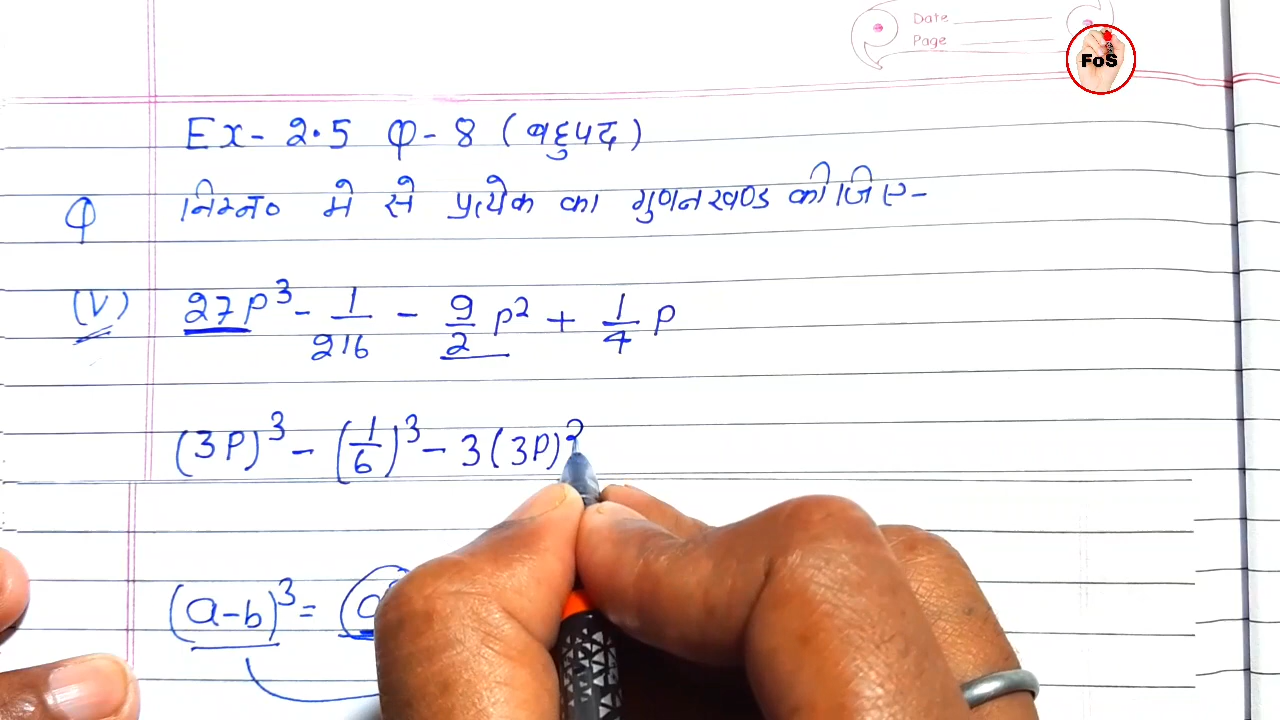 Date
Page
FoS
Ex - 2.5 Q - 8 (बहुपद)
Q निम्न० मे से प्रत्येक का गुणनखण्ड कीजिए-
(V) 27P³ - 1/216 - 9/2 P² + 1/4 P
(3P)³ - (1/6)³ - 3(3P)²
(a-b)³ = (a